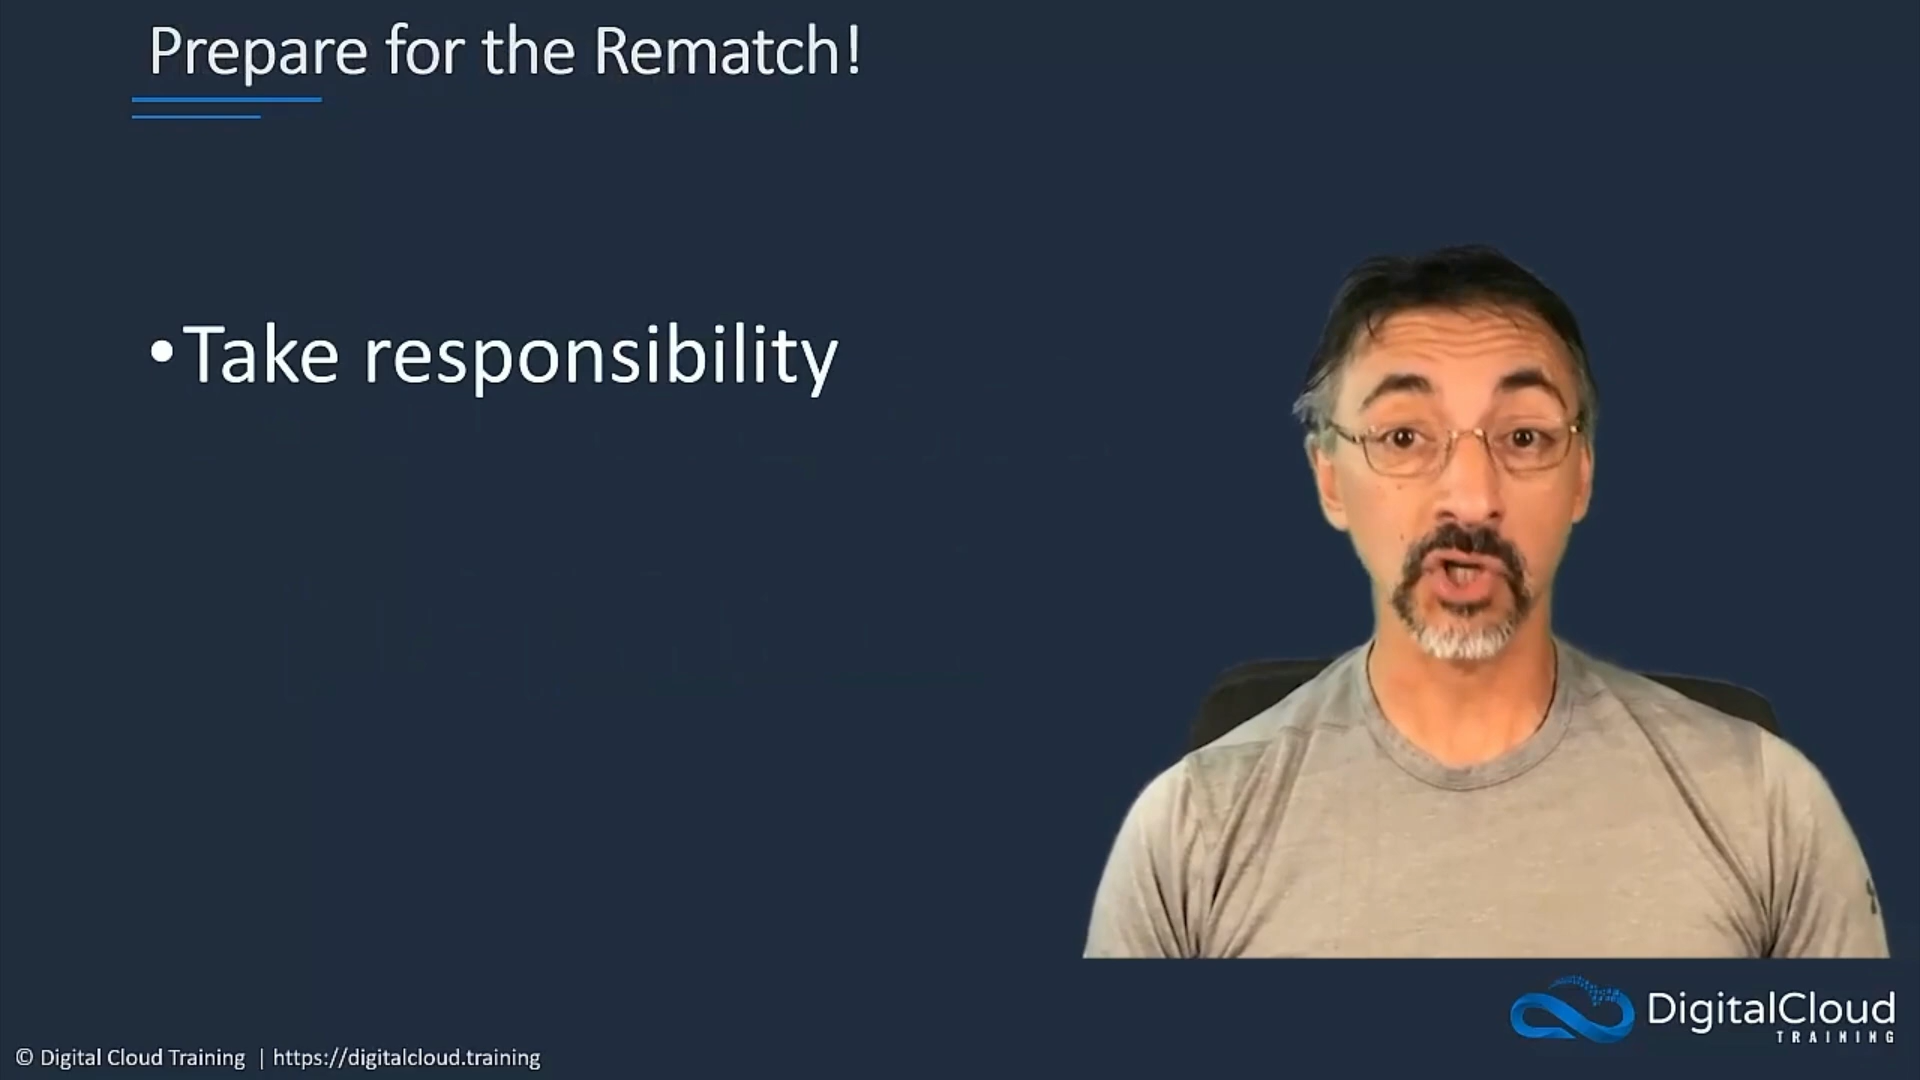 Prepare for the Rematch!
•Take responsibility
DigitalCloud
TRAINING
© Digital Cloud Training | https://digitalcloud.training